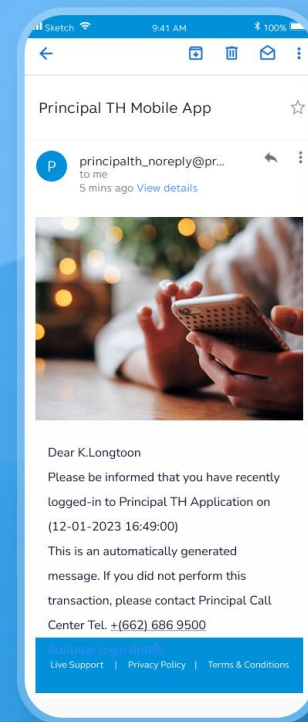 Sketch 9:41 AM 100%
Principal TH Mobile App
P
principalth_noreply@pr...
to me
5 mins ago View details
Dear K.Longtoon
Please be informed that you have recently
logged-in to Principal TH Application on
(12-01-2023 16:49:00)
This is an automatically generated
message. If you did not perform this
transaction, please contact Principal Call
Center Tel. +(662) 686 9500
login
Live Support | Privacy Policy | Terms & Conditions